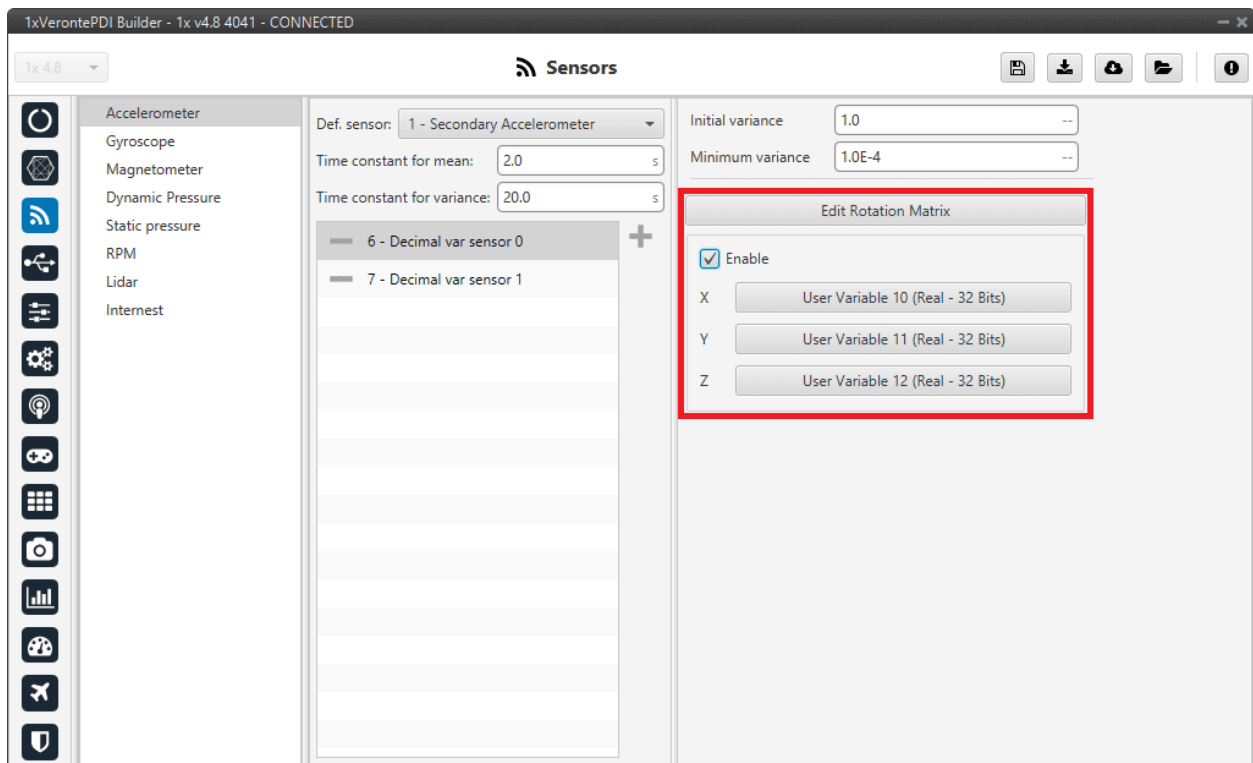 1xVerontePDI Builder - 1x v4.8 4041 - CONNECTED
1x 4.8
Sensors
Accelerometer
Gyroscope
Magnetometer
Dynamic Pressure
Static pressure
RPM
Lidar
Internest
Def. sensor: 1 - Secondary Accelerometer
Time constant for mean: 2.0 s
Time constant for variance: 20.0 s
6 - Decimal var sensor 0
7 - Decimal var sensor 1
Initial variance 1.0 --
Minimum variance 1.0E-4 --
Edit Rotation Matrix
Enable
X User Variable 10 (Real - 32 Bits)
Y User Variable 11 (Real - 32 Bits)
Z User Variable 12 (Real - 32 Bits)